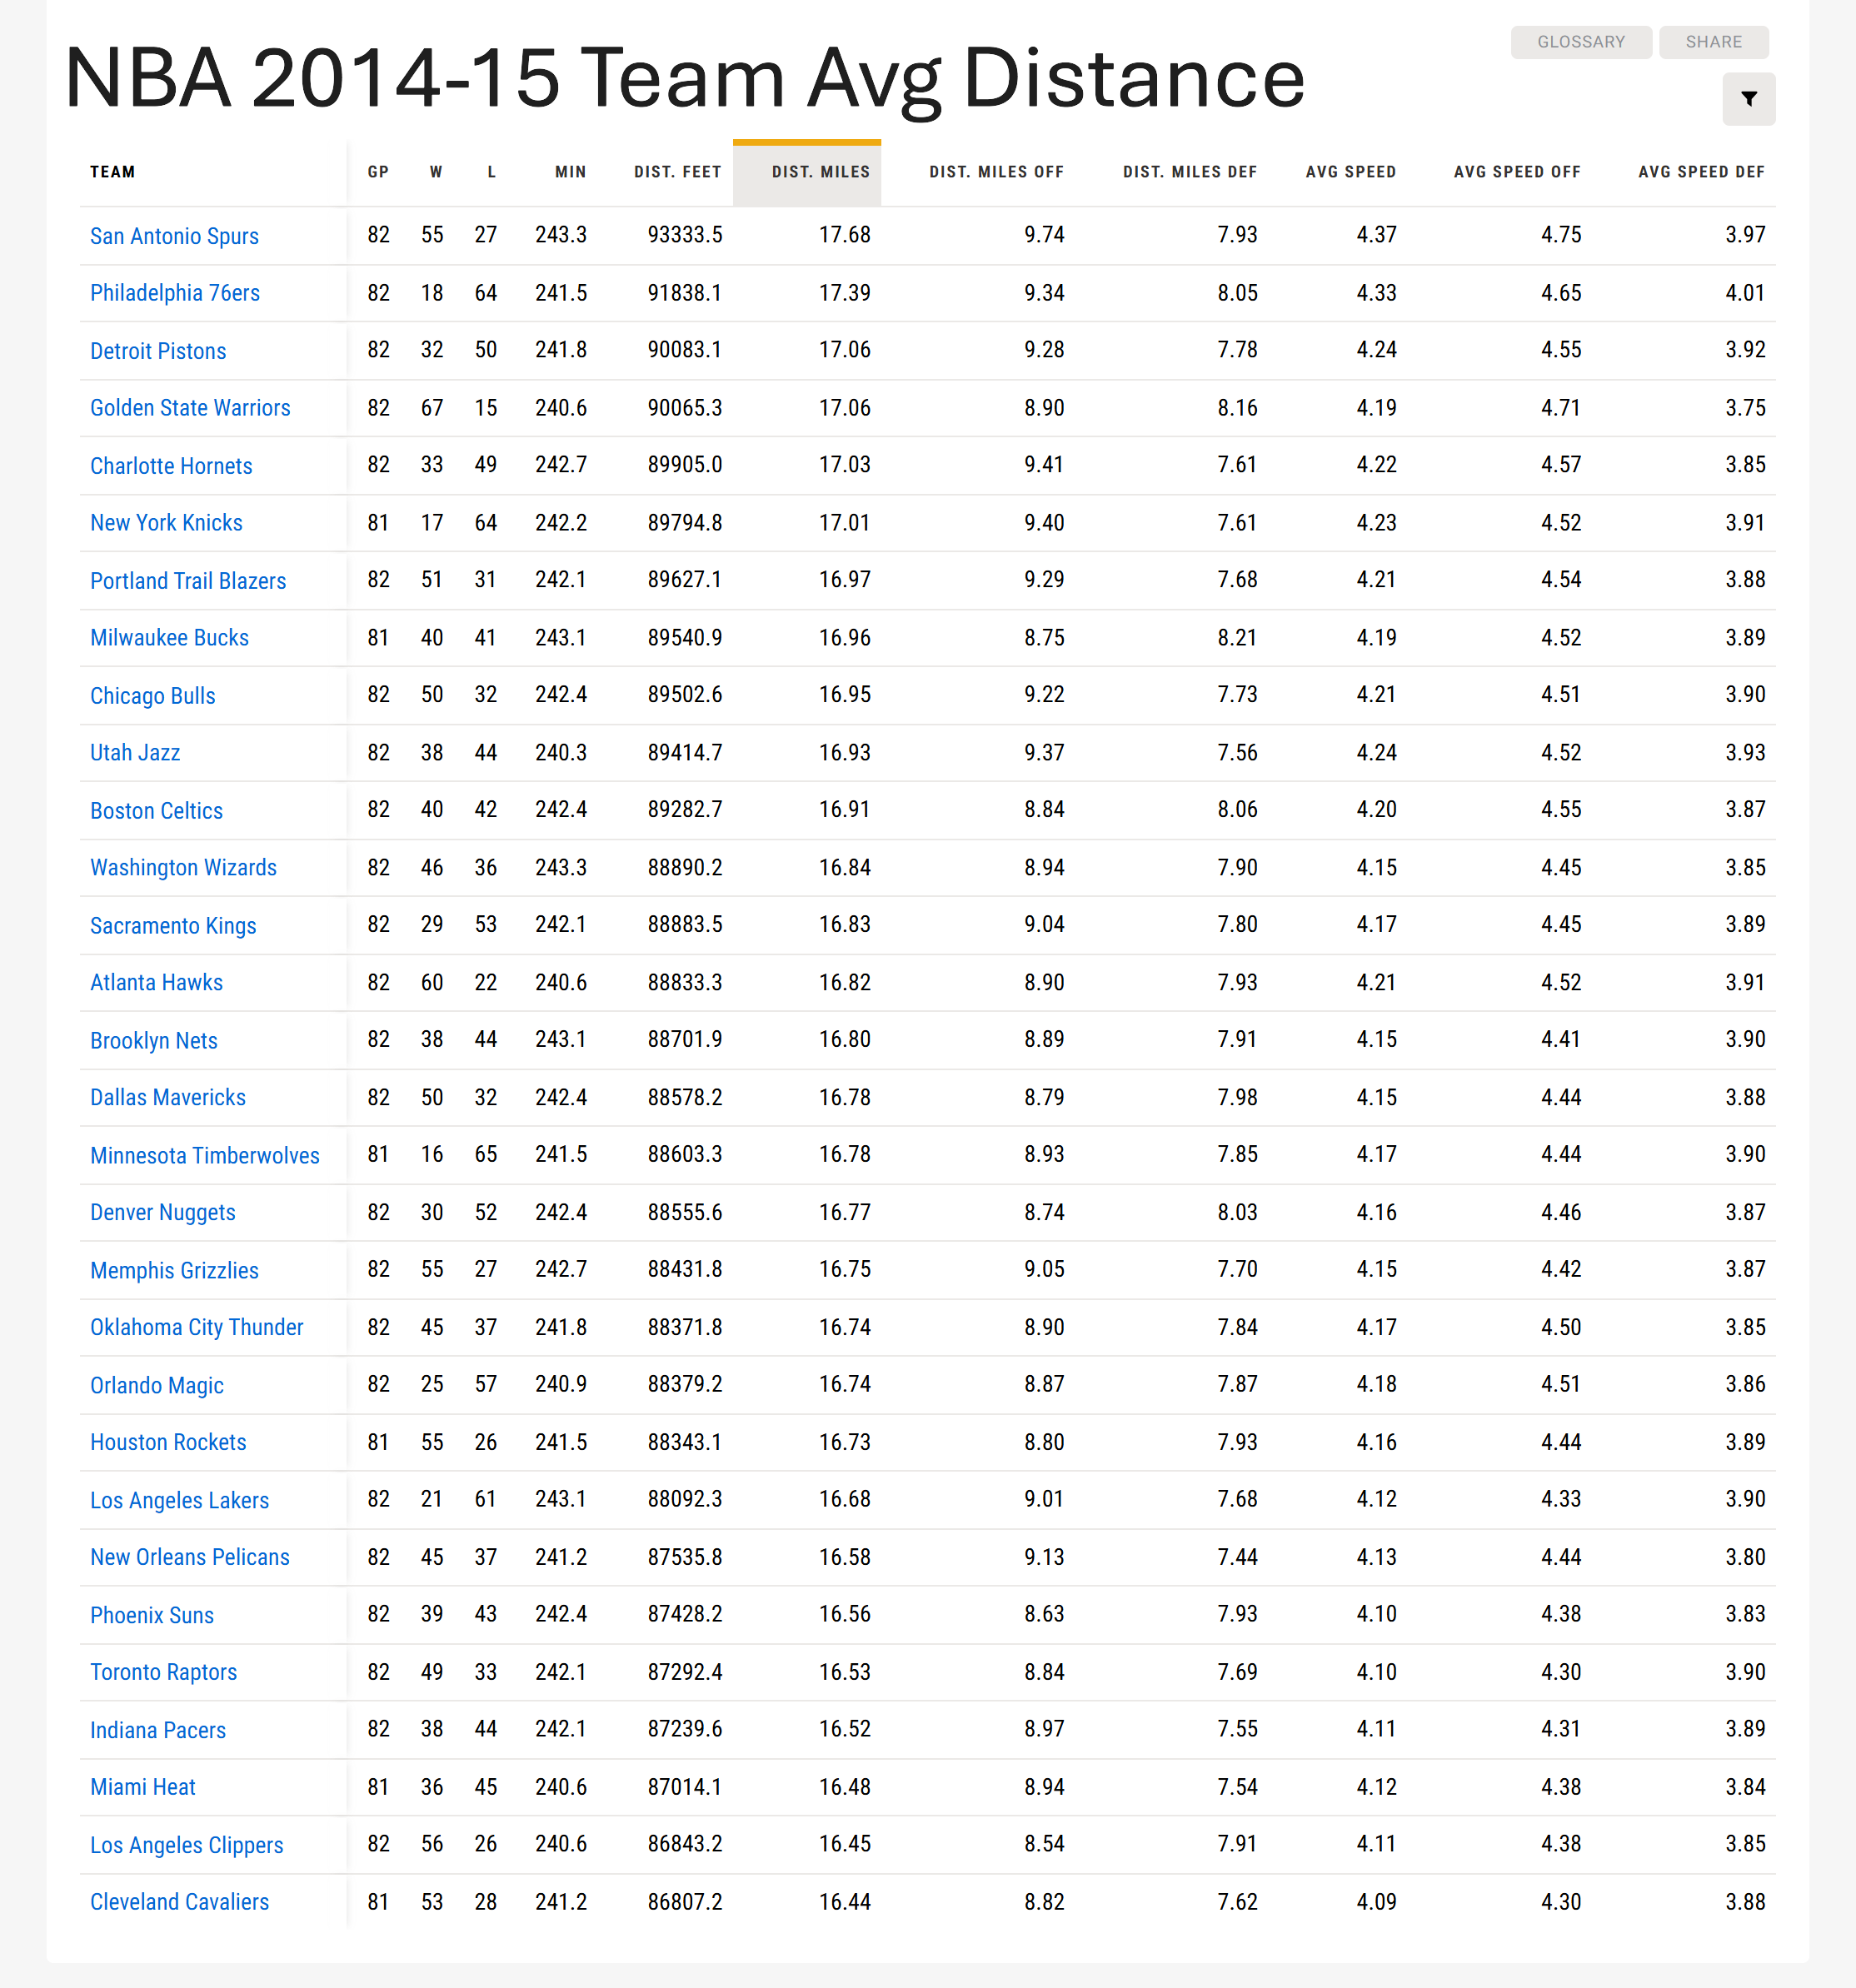 GLOSSARY SHARE
NBA 2014-15 Team Avg Distance
TEAM GP W L MIN DIST. FEET DIST. MILES DIST. MILES OFF DIST. MILES DEF AVG SPEED AVG SPEED OFF AVG SPEED DEF
San Antonio Spurs 82 55 27 243.3 93333.5 17.68 9.74 7.93 4.37 4.75 3.97
Philadelphia 76ers 82 18 64 241.5 91838.1 17.39 9.34 8.05 4.33 4.65 4.01
Detroit Pistons 82 32 50 241.8 90083.1 17.06 9.28 7.78 4.24 4.55 3.92
Golden State Warriors 82 67 15 240.6 90065.3 17.06 8.90 8.16 4.19 4.71 3.75
Charlotte Hornets 82 33 49 242.7 89905.0 17.03 9.41 7.61 4.22 4.57 3.85
New York Knicks 81 17 64 242.2 89794.8 17.01 9.40 7.61 4.23 4.52 3.91
Portland Trail Blazers 82 51 31 242.1 89627.1 16.97 9.29 7.68 4.21 4.54 3.88
Milwaukee Bucks 81 40 41 243.1 89540.9 16.96 8.75 8.21 4.19 4.52 3.89
Chicago Bulls 82 50 32 242.4 89502.6 16.95 9.22 7.73 4.21 4.51 3.90
Utah Jazz 82 38 44 240.3 89414.7 16.93 9.37 7.56 4.24 4.52 3.93
Boston Celtics 82 40 42 242.4 89282.7 16.91 8.84 8.06 4.20 4.55 3.87
Washington Wizards 82 46 36 243.3 88890.2 16.84 8.94 7.90 4.15 4.45 3.85
Sacramento Kings 82 29 53 242.1 88883.5 16.83 9.04 7.80 4.17 4.45 3.89
Atlanta Hawks 82 60 22 240.6 88833.3 16.82 8.90 7.93 4.21 4.52 3.91
Brooklyn Nets 82 38 44 243.1 88701.9 16.80 8.89 7.91 4.15 4.41 3.90
Dallas Mavericks 82 50 32 242.4 88578.2 16.78 8.79 7.98 4.15 4.44 3.88
Minnesota Timberwolves 81 16 65 241.5 88603.3 16.78 8.93 7.85 4.17 4.44 3.90
Denver Nuggets 82 30 52 242.4 88555.6 16.77 8.74 8.03 4.16 4.46 3.87
Memphis Grizzlies 82 55 27 242.7 88431.8 16.75 9.05 7.70 4.15 4.42 3.87
Oklahoma City Thunder 82 45 37 241.8 88371.8 16.74 8.90 7.84 4.17 4.50 3.85
Orlando Magic 82 25 57 240.9 88379.2 16.74 8.87 7.87 4.18 4.51 3.86
Houston Rockets 81 55 26 241.5 88343.1 16.73 8.80 7.93 4.16 4.44 3.89
Los Angeles Lakers 82 21 61 243.1 88092.3 16.68 9.01 7.68 4.12 4.33 3.90
New Orleans Pelicans 82 45 37 241.2 87535.8 16.58 9.13 7.44 4.13 4.44 3.80
Phoenix Suns 82 39 43 242.4 87428.2 16.56 8.63 7.93 4.10 4.38 3.83
Toronto Raptors 82 49 33 242.1 87292.4 16.53 8.84 7.69 4.10 4.30 3.90
Indiana Pacers 82 38 44 242.1 87239.6 16.52 8.97 7.55 4.11 4.31 3.89
Miami Heat 81 36 45 240.6 87014.1 16.48 8.94 7.54 4.12 4.38 3.84
Los Angeles Clippers 82 56 26 240.6 86843.2 16.45 8.54 7.91 4.11 4.38 3.85
Cleveland Cavaliers 81 53 28 241.2 86807.2 16.44 8.82 7.62 4.09 4.30 3.88